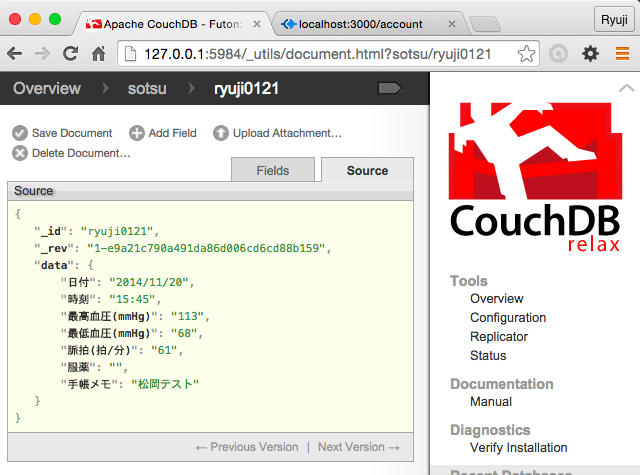 Apache CouchDB - Futon:
localhost:3000/account
Ryuji
127.0.0.1:5984/_utils/document.html?sotsu/ryuji0121
Overview
sotsu
ryuji0121
Save Document
Add Field
Upload Attachment...
Delete Document...
Fields
Source
Source
{
"_id": "ryuji0121",
"_rev": "1-e9a21c790a491da86d006cd6cd88b159",
"data": {
"日付": "2014/11/20",
"時刻": "15:45",
"最高血圧(mmHg)": "113",
"最低血圧(mmHg)": "68",
"脈拍(拍/分)": "61",
"服薬": "",
"手帳メモ": "松岡テスト"
}
}
← Previous Version | Next Version →
CouchDB
relax
Tools
Overview
Configuration
Replicator
Status
Documentation
Manual
Diagnostics
Verify Installation
Recent Databases